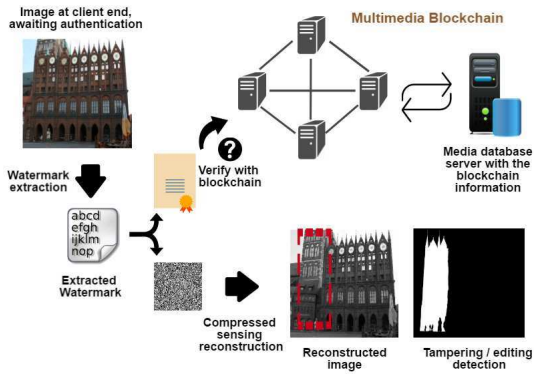 Image at client end,
awaiting authentication
Multimedia Blockchain
Watermark
extraction
?
Verify with
blockchain
Media database
server with the
blockchain
information
abcd
efgh
ijklm
nop
Extracted
Watermark
Compressed
sensing
reconstruction
Reconstructed
image
Tampering / editing
detection